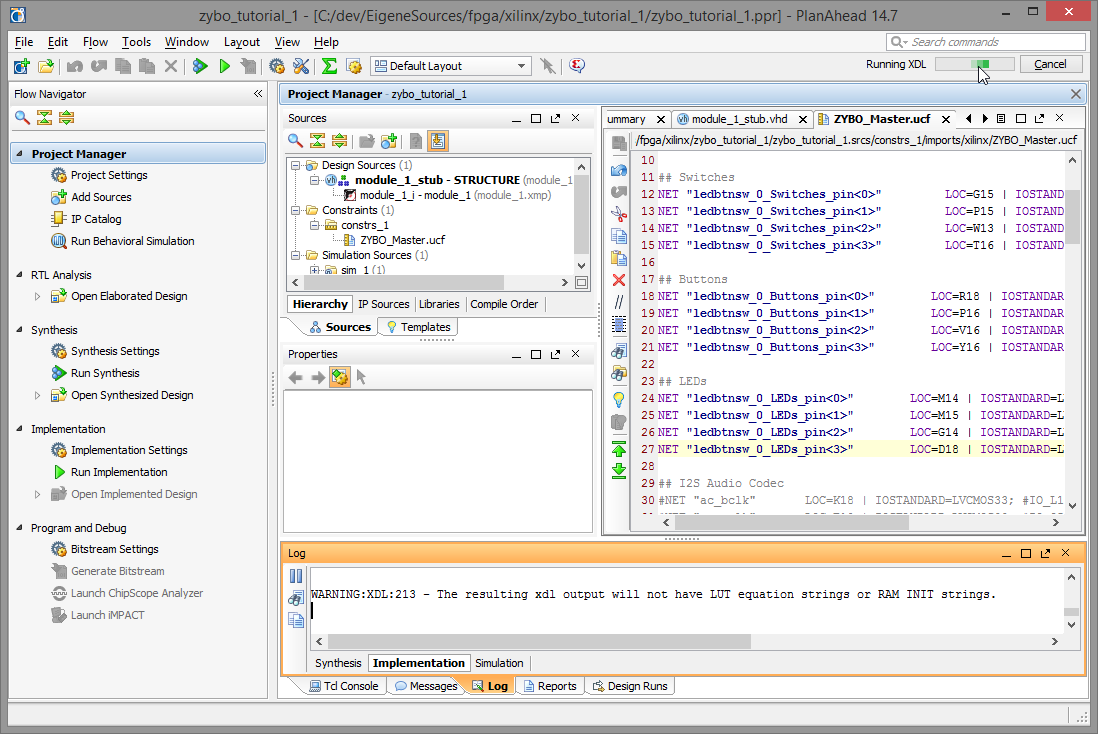 zybo_tutorial_1 - [C:/dev/EigeneSources/fpga/xilinx/zybo_tutorial_1/zybo_tutorial_1.ppr] - PlanAhead 14.7
File Edit Flow Tools Window Layout View Help
Search commands
Default Layout
Running XDL
Cancel
Flow Navigator
Project Manager
Project Settings
Add Sources
IP Catalog
Run Behavioral Simulation
RTL Analysis
Open Elaborated Design
Synthesis
Synthesis Settings
Run Synthesis
Open Synthesized Design
Implementation
Implementation Settings
Run Implementation
Open Implemented Design
Program and Debug
Bitstream Settings
Generate Bitstream
Launch ChipScope Analyzer
Launch iMPACT
Project Manager - zybo_tutorial_1
Sources
Design Sources (1)
module_1_stub - STRUCTURE (module_1
module_1_i - module_1 (module_1.xmp)
Constraints (1)
constrs_1
ZYBO_Master.ucf
Simulation Sources (1)
sim_1 (1)
Hierarchy IP Sources Libraries Compile Order
Sources Templates
Properties
ummary module_1_stub.vhd ZYBO_Master.ucf
/fpga/xilinx/zybo_tutorial_1/zybo_tutorial_1.srcs/constrs_1/imports/xilinx/ZYBO_Master.ucf
10
11 ## Switches
12 NET "ledbtnsw_0_Switches_pin<0>" LOC=G15 | IOSTAND
13 NET "ledbtnsw_0_Switches_pin<1>" LOC=P15 | IOSTAND
14 NET "ledbtnsw_0_Switches_pin<2>" LOC=W13 | IOSTAND
15 NET "ledbtnsw_0_Switches_pin<3>" LOC=T16 | IOSTAND
16
17 ## Buttons
18 NET "ledbtnsw_0_Buttons_pin<0>" LOC=R18 | IOSTANDAR
19 NET "ledbtnsw_0_Buttons_pin<1>" LOC=P16 | IOSTANDAR
20 NET "ledbtnsw_0_Buttons_pin<2>" LOC=V16 | IOSTANDAR
21 NET "ledbtnsw_0_Buttons_pin<3>" LOC=Y16 | IOSTANDAR
22
23 ## LEDs
24 NET "ledbtnsw_0_LEDs_pin<0>" LOC=M14 | IOSTANDARD=L
25 NET "ledbtnsw_0_LEDs_pin<1>" LOC=M15 | IOSTANDARD=L
26 NET "ledbtnsw_0_LEDs_pin<2>" LOC=G14 | IOSTANDARD=L
27 NET "ledbtnsw_0_LEDs_pin<3>" LOC=D18 | IOSTANDARD=L
28
29 ## I2S Audio Codec
30 #NET "ac_bclk" LOC=K18 | IOSTANDARD=LVCMOS33; #IO_L1
Log
WARNING:XDL:213 - The resulting xdl output will not have LUT equation strings or RAM INIT strings.
Synthesis Implementation Simulation
Tcl Console Messages Log Reports Design Runs